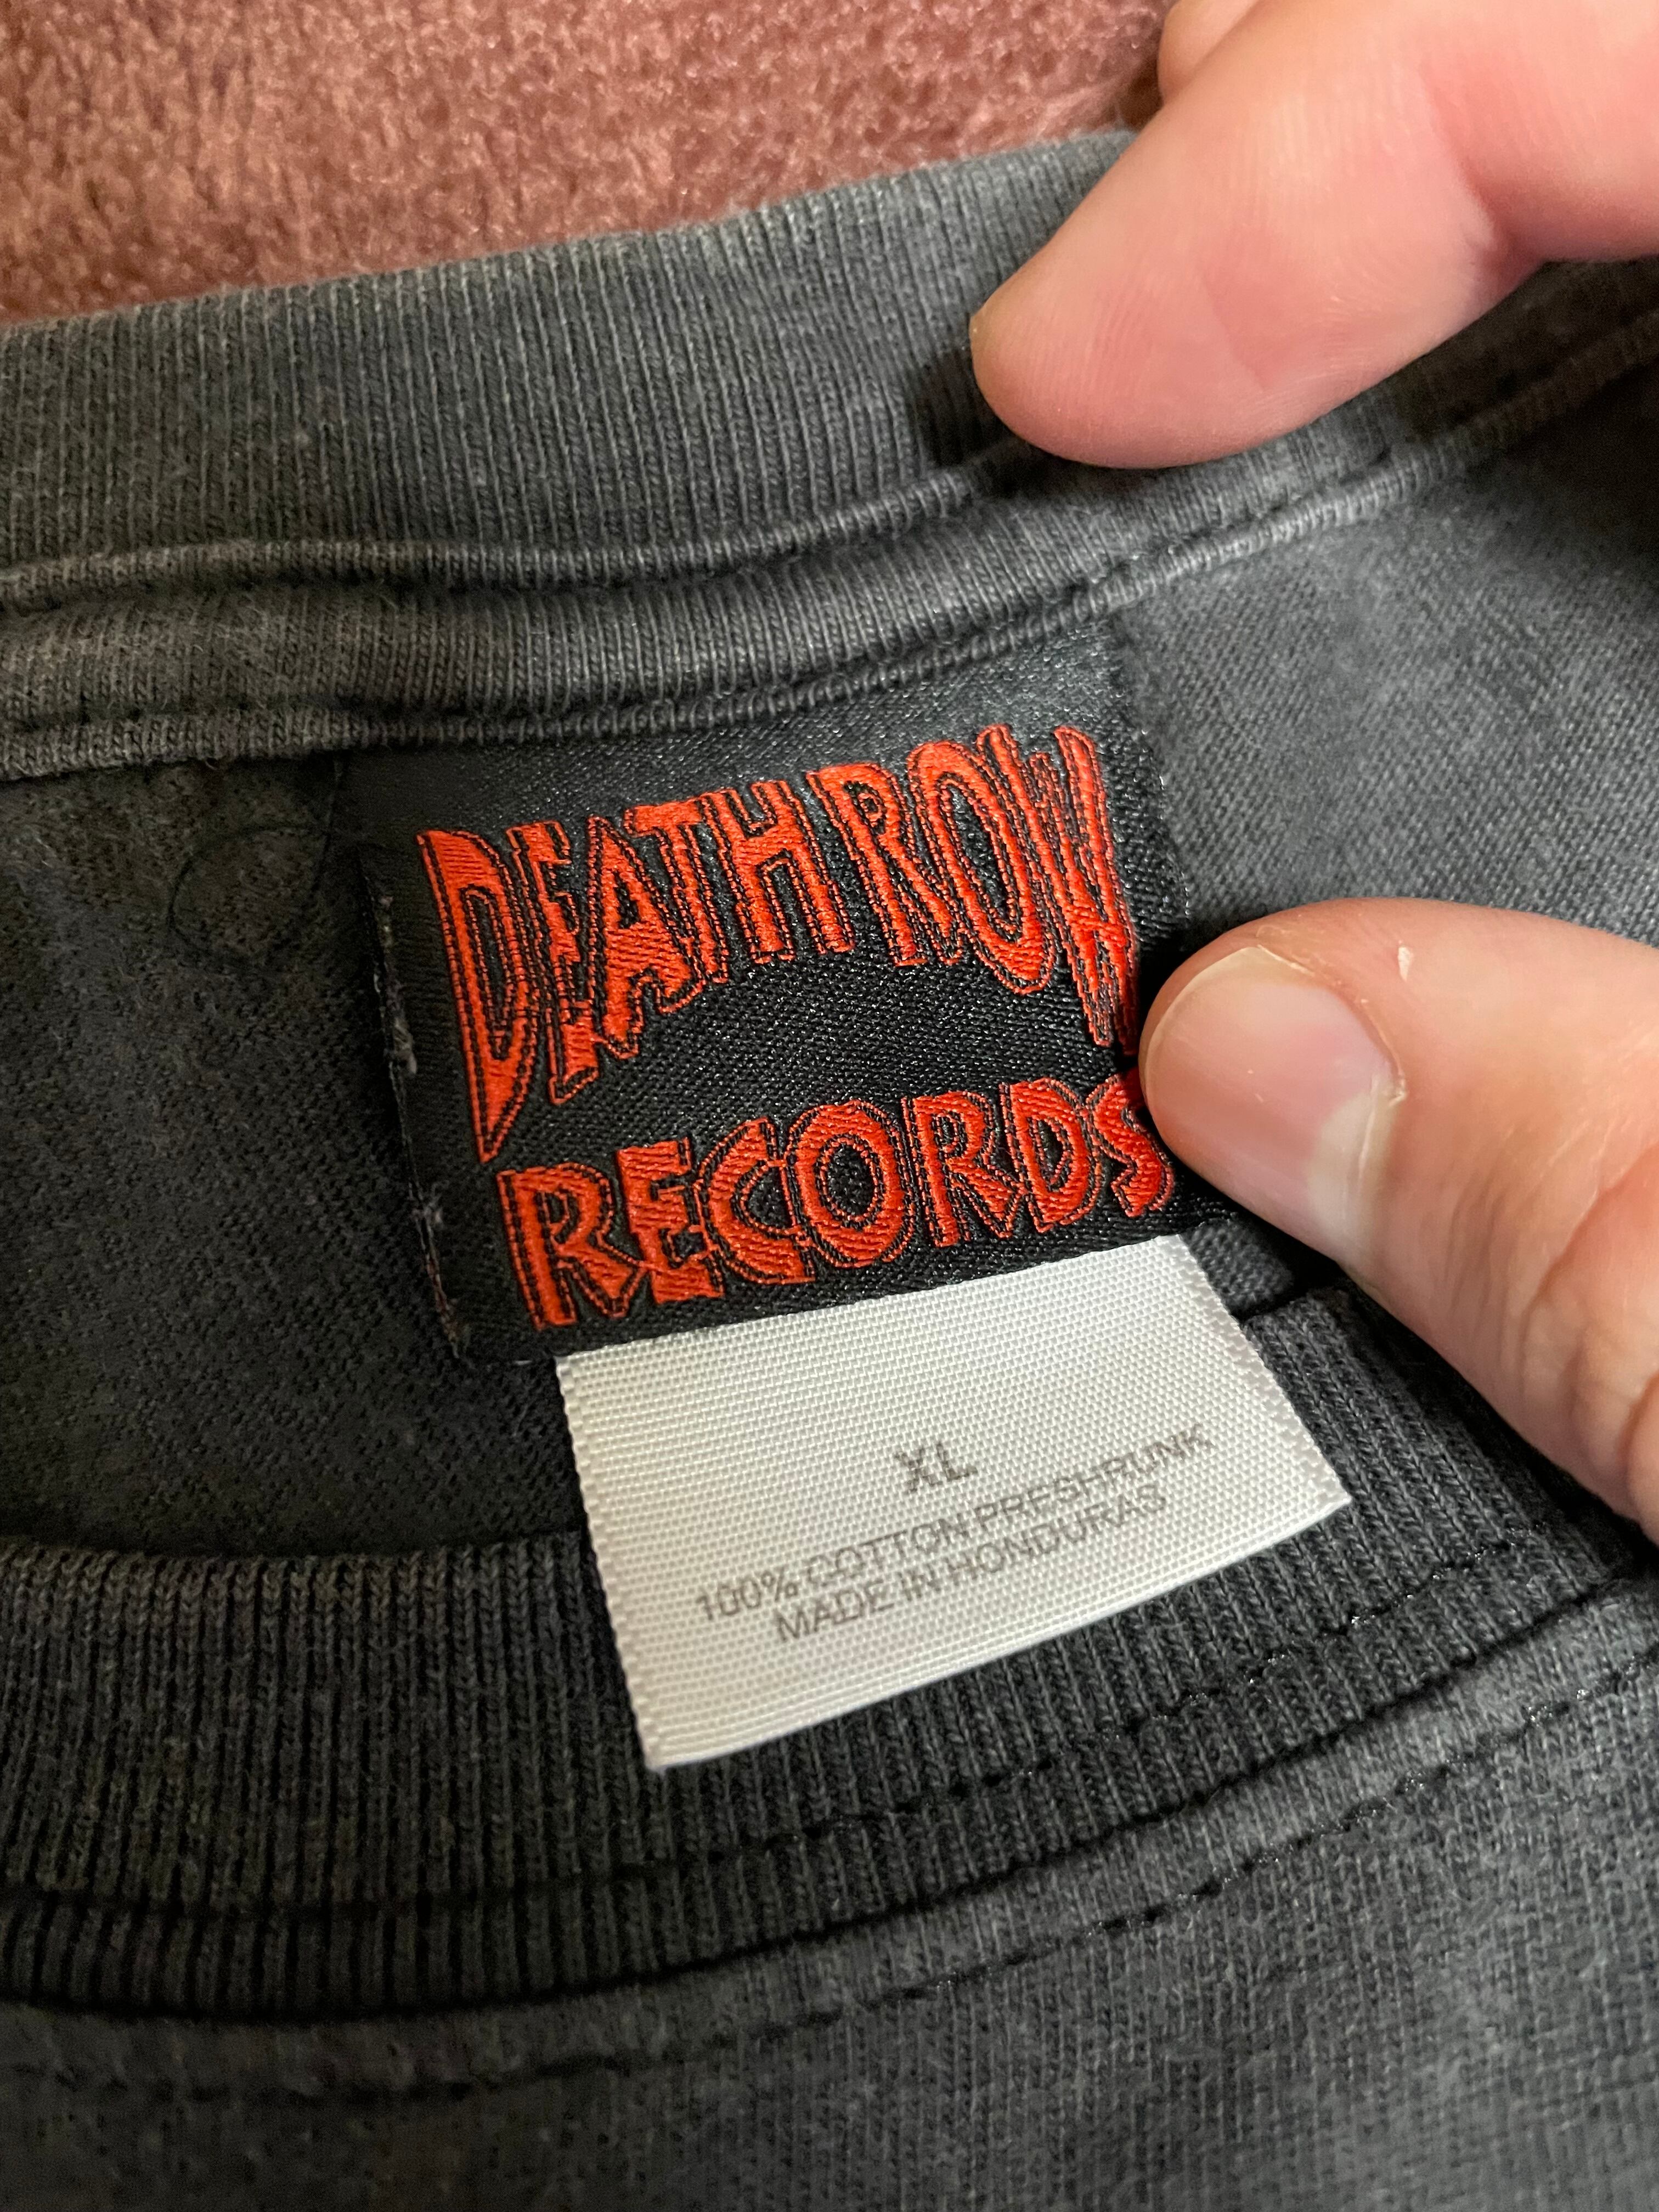 DEATH ROW
RECORDS
XL
100% COTTON PRESHRUNK
MADE IN HONDURAS